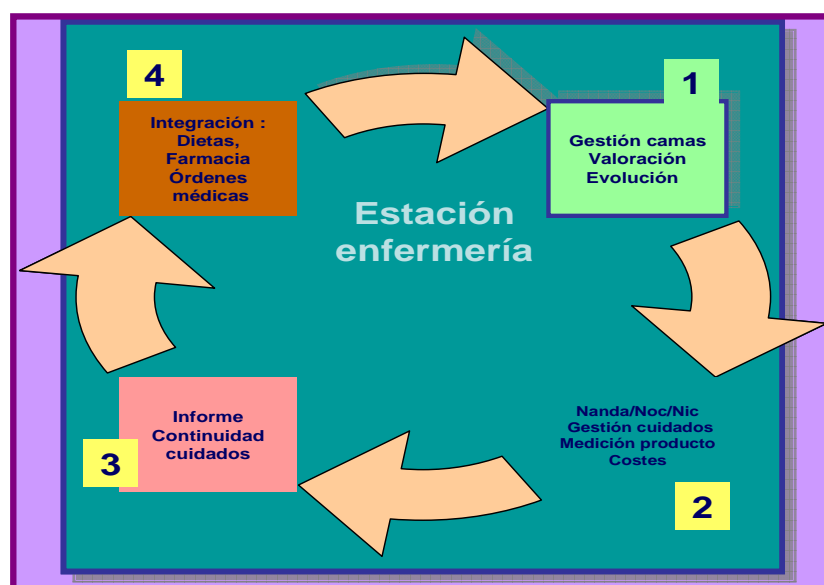 4
Integración :
Dietas,
Farmacia
Órdenes
médicas
1
Gestión camas
Valoración
Evolución
Estación
enfermería
Nanda/Noc/Nic
Gestión cuidados
Medición producto
Costes
2
Informe
Continuidad
cuidados
3